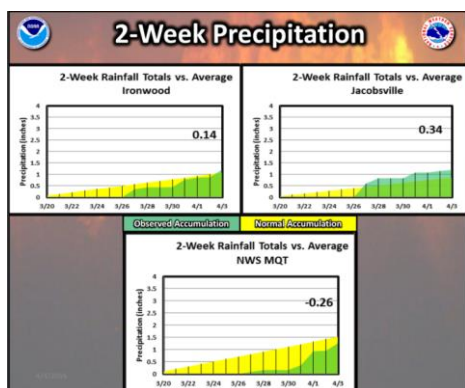 2-Week Precipitation
2-Week Rainfall Totals vs. Average
Ironwood
Precipitation (inches)
4
3.5
3
2.5
2
1.5
1
0.5
0
0.14
3/20 3/22 3/24 3/26 3/28 3/30 4/1 4/3
2-Week Rainfall Totals vs. Average
Jacobsville
Precipitation (inches)
4
3.5
3
2.5
2
1.5
1
0.5
0
0.34
3/20 3/22 3/24 3/26 3/28 3/30 4/1 4/3
Observed Accumulation Normal Accumulation
2-Week Rainfall Totals vs. Average
NWS MQT
Precipitation (inches)
4
3.5
3
2.5
2
1.5
1
0.5
0
-0.26
3/20 3/22 3/24 3/26 3/28 3/30 4/1 4/3